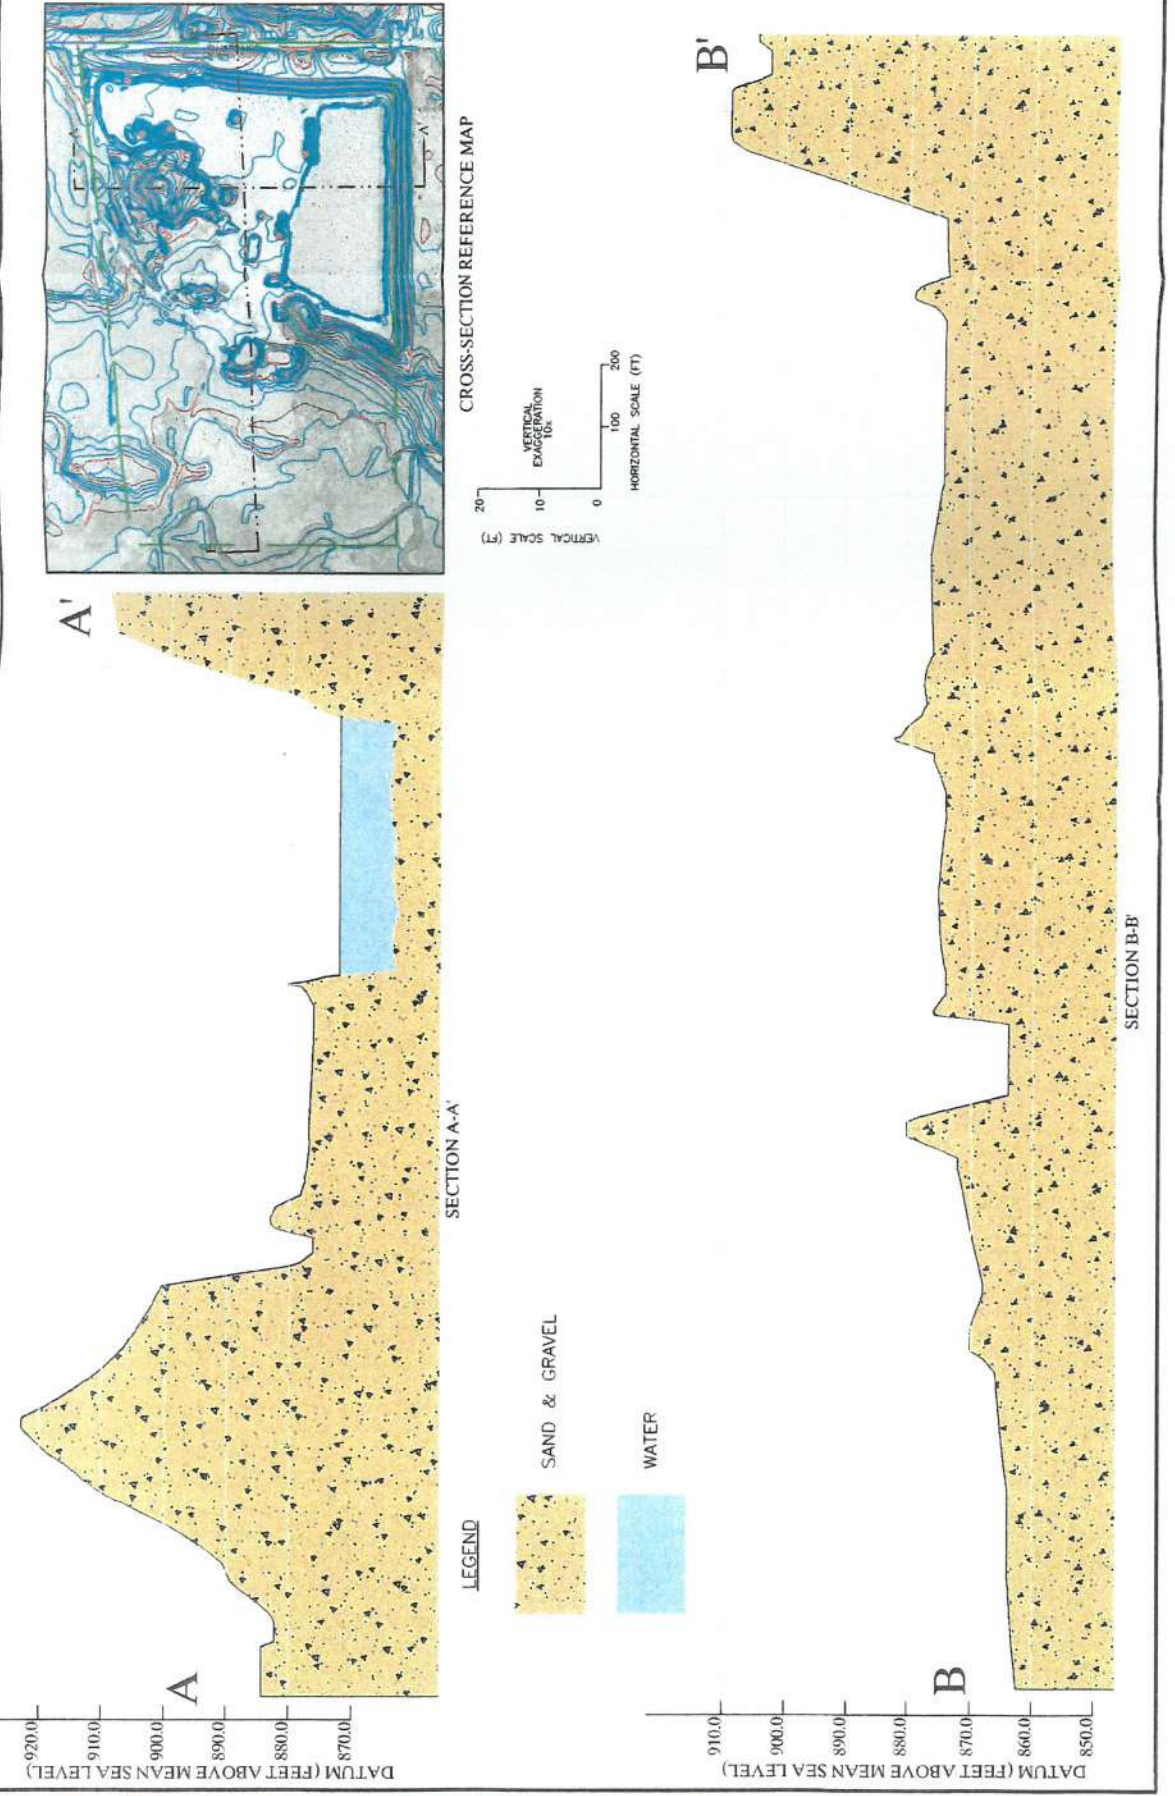 A
A'
920.0
910.0
900.0
890.0
880.0
870.0
DATUM (FEET ABOVE MEAN SEA LEVEL)
SECTION A-A'
A
A'
CROSS-SECTION REFERENCE MAP
LEGEND
SAND & GRAVEL
WATER
VERTICAL SCALE (FT)
20
10
0
VERTICAL
EXAGGERATION
10x
100
200
HORIZONTAL SCALE (FT)
B
B'
910.0
900.0
890.0
880.0
870.0
860.0
850.0
DATUM (FEET ABOVE MEAN SEA LEVEL)
SECTION B-B'